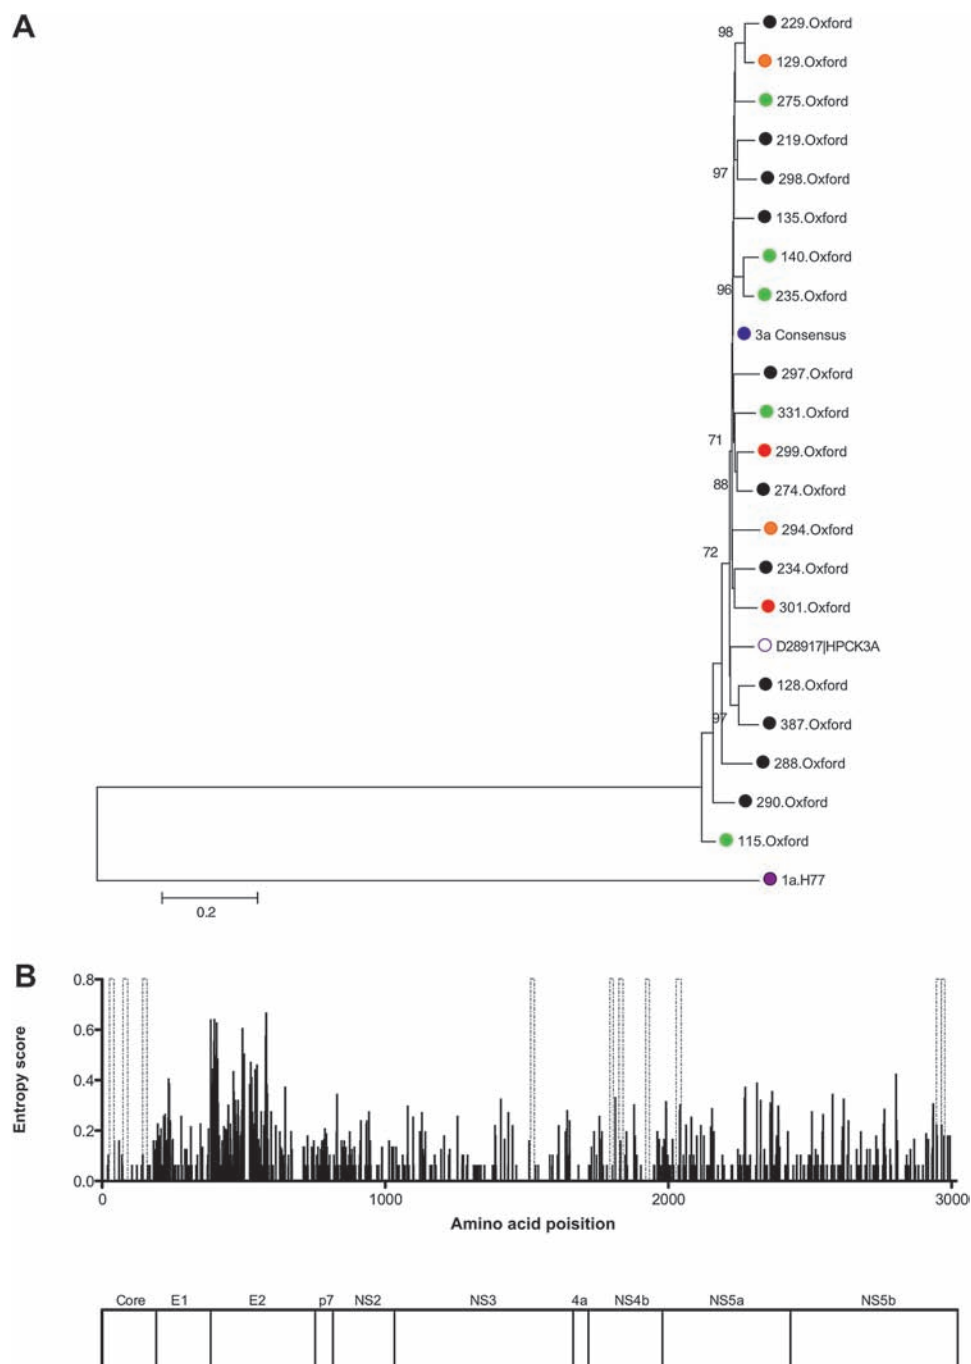 A
98
229.Oxford
129.Oxford
275.Oxford
219.Oxford
97
298.Oxford
135.Oxford
140.Oxford
96
235.Oxford
3a Consensus
297.Oxford
331.Oxford
71
299.Oxford
88
274.Oxford
294.Oxford
72
234.Oxford
301.Oxford
D28917|HPCK3A
128.Oxford
97
387.Oxford
288.Oxford
290.Oxford
115.Oxford
1a.H77
0.2
B
0.8
0.6
0.4
0.2
0.0
Entropy score
0 1000 2000 3000
Amino acid poisition
Core E1 E2 p7 NS2 NS3 4a NS4b NS5a NS5b